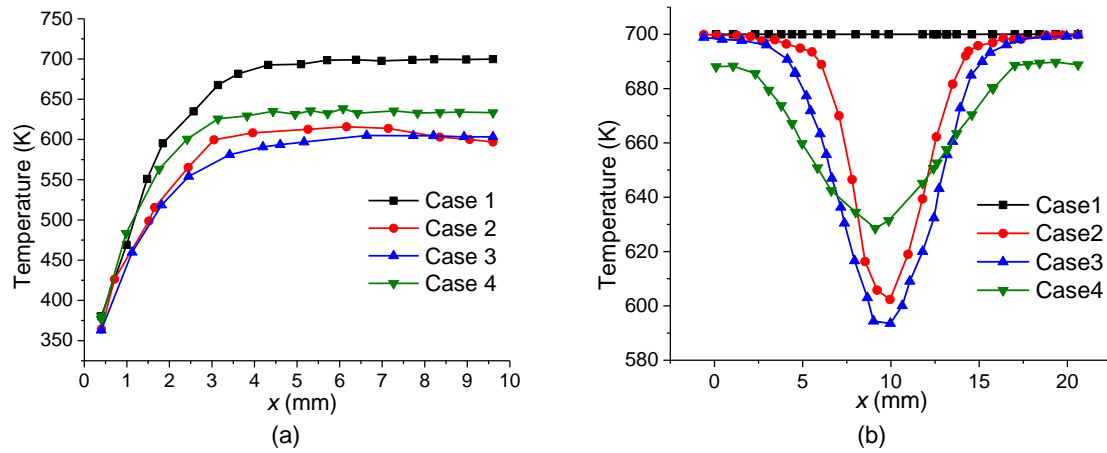 750
700
650
600
550
500
450
400
350
Temperature (K)
Case 1
Case 2
Case 3
Case 4
0 1 2 3 4 5 6 7 8 9 10
x (mm)
(a)
700
680
660
640
620
600
580
Temperature (K)
Case1
Case2
Case3
Case4
0 5 10 15 20
x (mm)
(b)